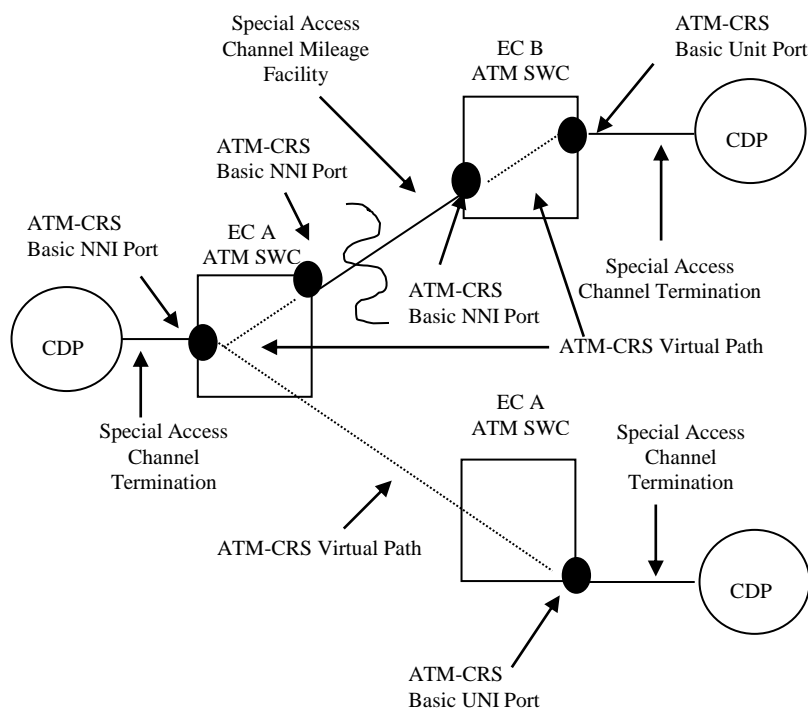 Special Access
Channel Mileage
Facility
EC B
ATM SWC
ATM-CRS
Basic Unit Port
CDP
ATM-CRS
Basic NNI Port
ATM-CRS
Basic NNI Port
EC A
ATM SWC
ATM-CRS
Basic NNI Port
Special Access
Channel Termination
CDP
ATM-CRS Virtual Path
Special Access
Channel
Termination
EC A
ATM SWC
Special Access
Channel
Termination
ATM-CRS Virtual Path
CDP
ATM-CRS
Basic UNI Port